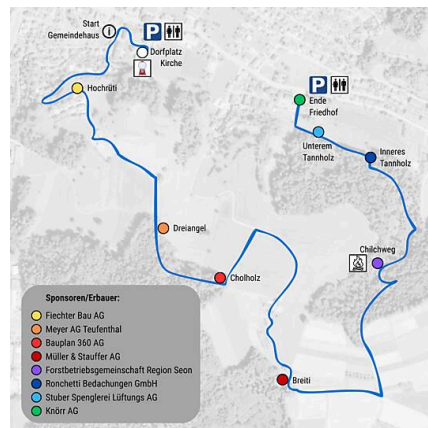 Start
Gemeindehaus
i
P
Dorfplatz
Kirche
Hochrüti
P
Ende
Friedhof
Unterem
Tannholz
Inneres
Tannholz
Dreiangel
Chilchweg
Cholholz
Breiti
Sponsoren/Erbauer:
Fiechter Bau AG
Meyer AG Teufenthal
Bauplan 360 AG
Müller & Stauffer AG
Forstbetriebsgemeinschaft Region Seon
Ronchetti Bedachungen GmbH
Stuber Spenglerei Lüftungs AG
Knörr AG